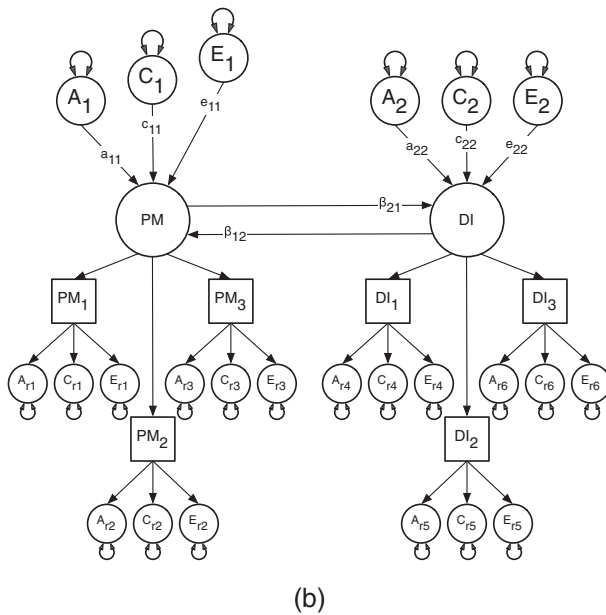 A1 C1 E1 A2 C2 E2
a11 c11 e11 a22 c22 e22
PM β21 DI
β12
PM1 PM3 DI1 DI3
Ar1 Cr1 Er1 Ar3 Cr3 Er3 Ar4 Cr4 Er4 Ar6 Cr6 Er6
PM2 DI2
Ar2 Cr2 Er2 Ar5 Cr5 Er5
(b)